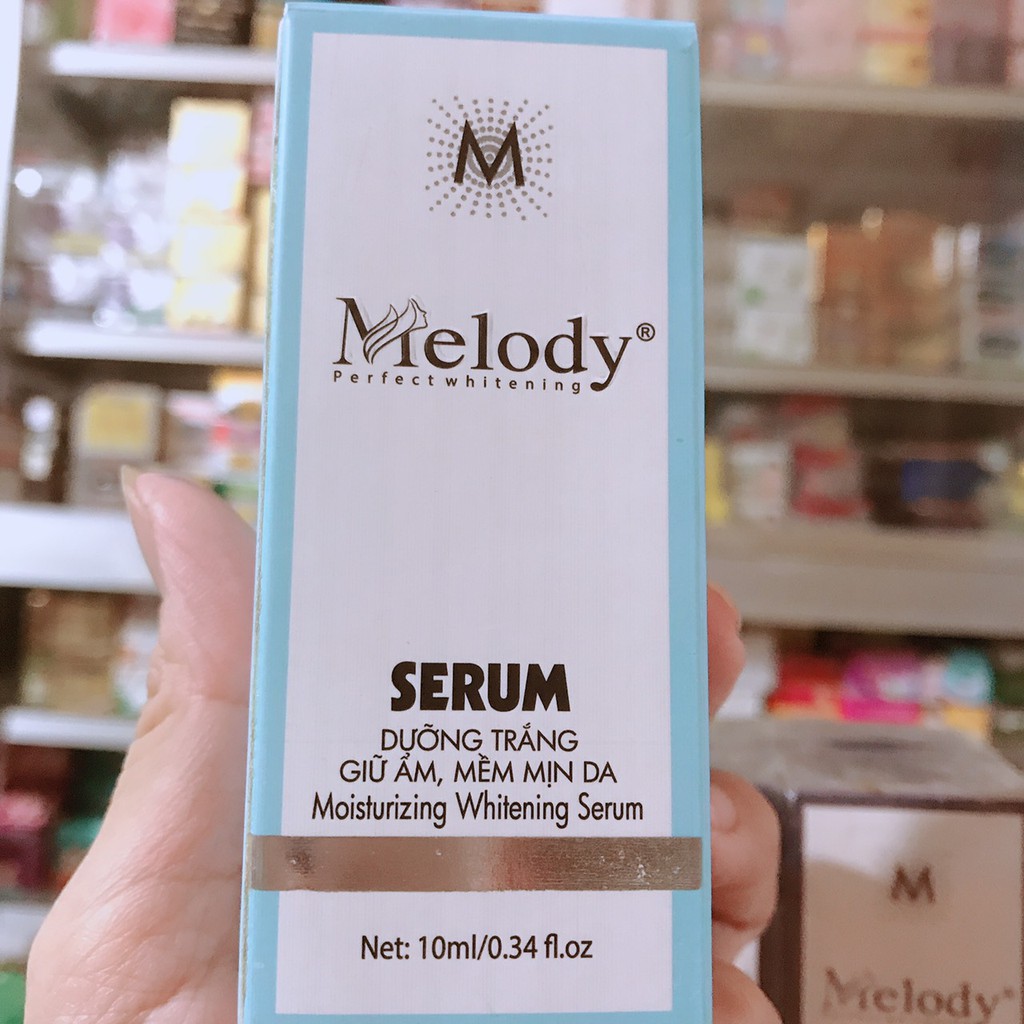 M
Melody®
Perfect whitening
SERUM
DƯỠNG TRẮNG
GIỮ ẨM, MỀM MỊN DA
Moisturizing Whitening Serum
Net: 10ml/0.34 fl.oz
M
Melody®